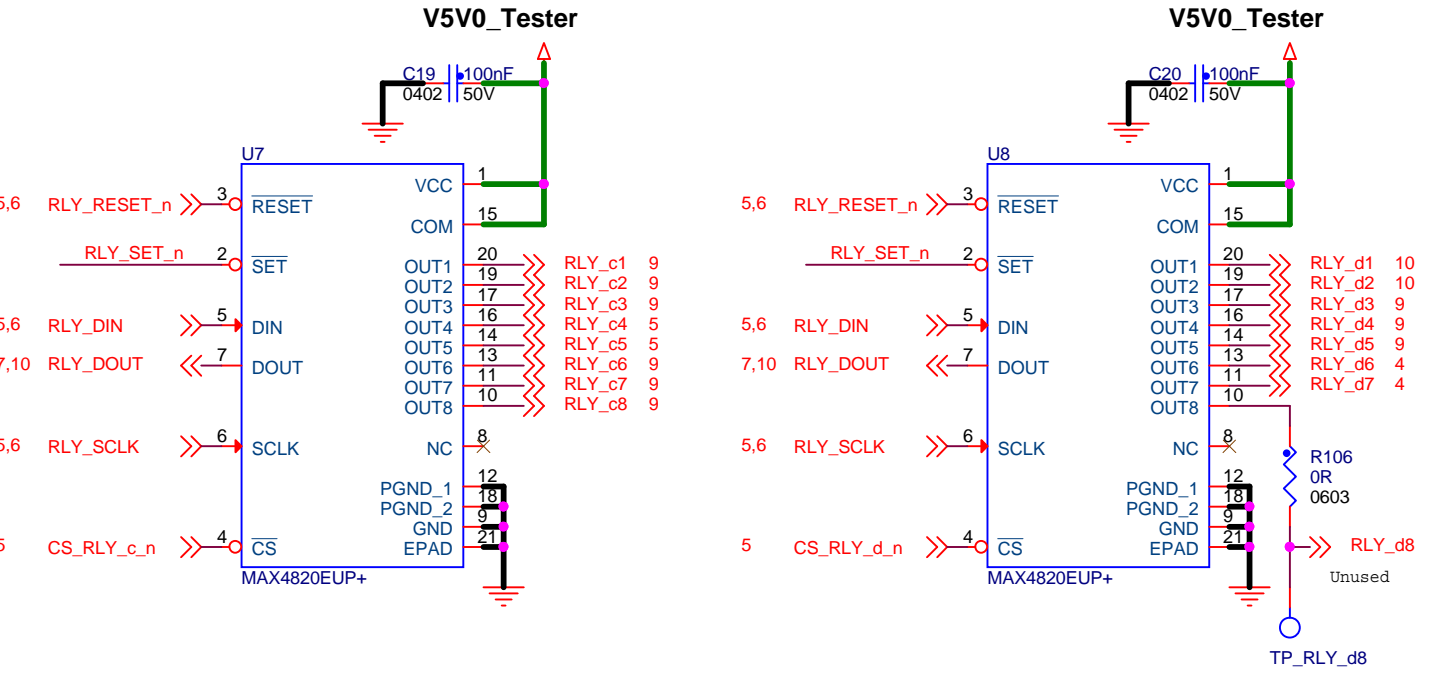 V5V0_Tester
C19 100nF
0402 50V
U7
VCC 1
5,6 RLY_RESET_n 3 RESET
COM 15
RLY_SET_n 2 SET
OUT1 20 RLY_c1 9
OUT2 19 RLY_c2 9
OUT3 17 RLY_c3 9
5,6 RLY_DIN 5 DIN
OUT4 16 RLY_c4 5
OUT5 14 RLY_c5 5
7,10 RLY_DOUT 7 DOUT
OUT6 13 RLY_c6 9
OUT7 11 RLY_c7 9
OUT8 10 RLY_c8 9
5,6 RLY_SCLK 6 SCLK
NC 8
PGND_1 12
PGND_2 18
GND 9
5 CS_RLY_c_n 4 CS
EPAD 21
MAX4820EUP+
V5V0_Tester
C20 100nF
0402 50V
U8
VCC 1
5,6 RLY_RESET_n 3 RESET
COM 15
RLY_SET_n 2 SET
OUT1 20 RLY_d1 10
OUT2 19 RLY_d2 10
OUT3 17 RLY_d3 9
5,6 RLY_DIN 5 DIN
OUT4 16 RLY_d4 9
OUT5 14 RLY_d5 9
7,10 RLY_DOUT 7 DOUT
OUT6 13 RLY_d6 4
OUT7 11 RLY_d7 4
OUT8 10
5,6 RLY_SCLK 6 SCLK
NC 8
R106
0R
0603
PGND_1 12
PGND_2 18
GND 9
5 CS_RLY_d_n 4 CS
EPAD 21
RLY_d8
Unused
MAX4820EUP+
TP_RLY_d8